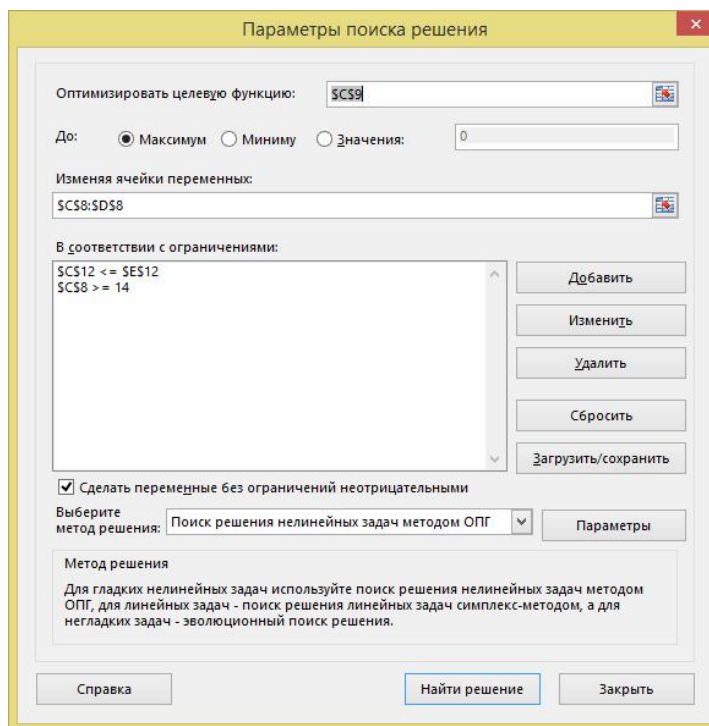 Параметры поиска решения
Оптимизировать целевую функцию: $C$9
До: Максимум Миниму Значения: 0
Изменяя ячейки переменных:
$C$8:$D$8
В соответствии с ограничениями:
$C$12 <= $E$12
$C$8 >= 14
Добавить
Изменить
Удалить
Сбросить
Загрузить/сохранить
Сделать переменные без ограничений неотрицательными
Выберите
метод решения: Поиск решения нелинейных задач методом ОПГ Параметры
Метод решения
Для гладких нелинейных задач используйте поиск решения нелинейных задач методом
ОПГ, для линейных задач - поиск решения линейных задач симплекс-методом, а для
негладких задач - эволюционный поиск решения.
Справка Найти решение Закрыть